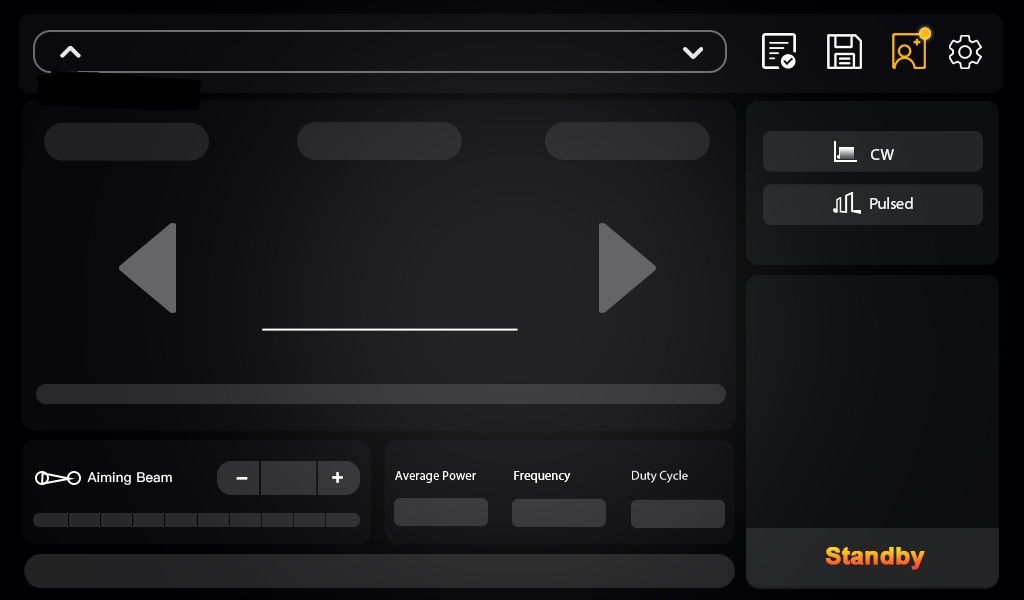 CW
Pulsed
Aiming Beam
− +
Average Power Frequency Duty Cycle
Standby